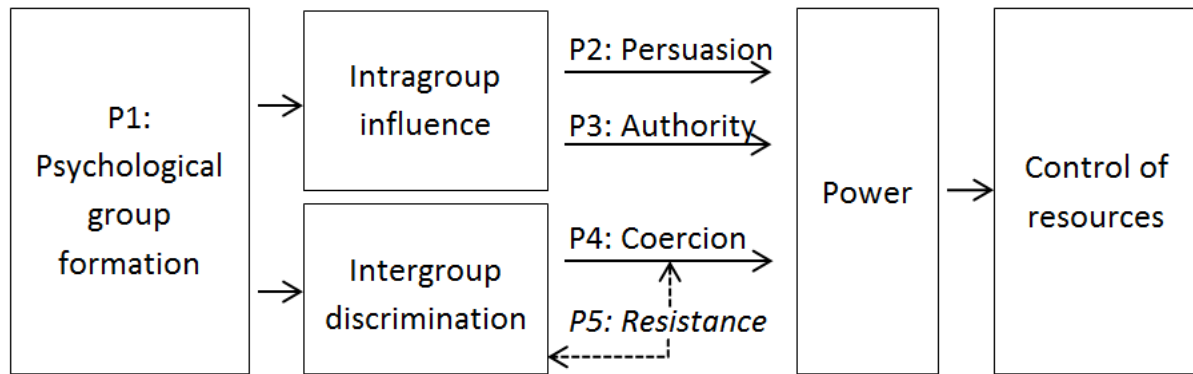 P1:
Psychological
group
formation
Intragroup
influence
Intergroup
discrimination
P2: Persuasion
P3: Authority
P4: Coercion
P5: Resistance
Power
Control of
resources